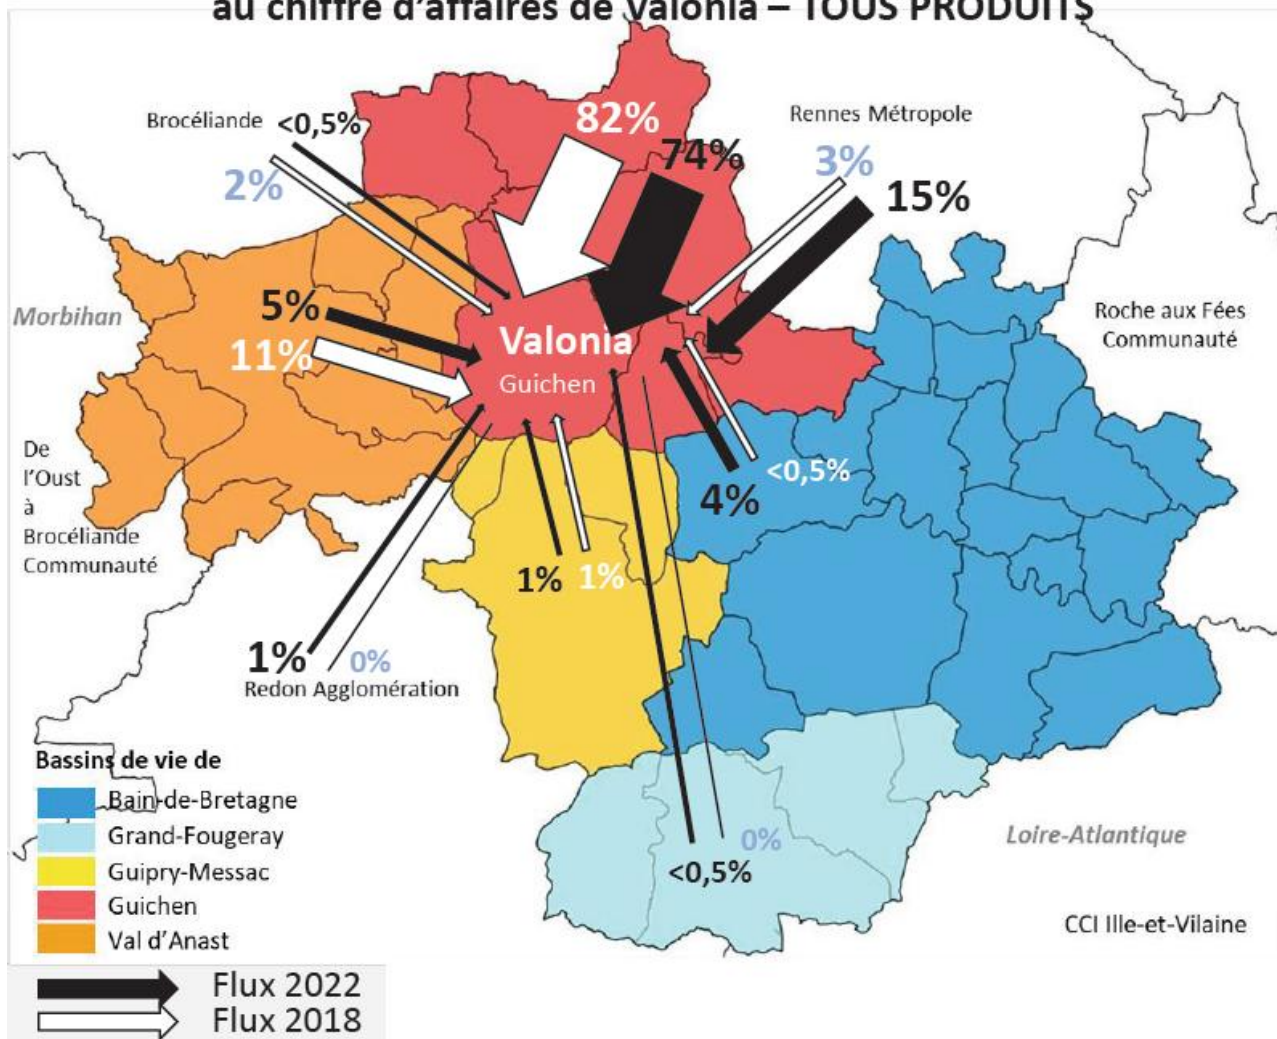 au chiffre d'affaires de Valonia – TOUS PRODUITS
82%
Brocéliande <0,5%
2%
74%
Rennes Métropole
3%
15%
Morbihan
5%
11%
Valonia
Guichen
Roche aux Fées
Communauté
De
l'Oust
à
Brocéliande
Communauté
<0,5%
4%
1% 1%
1% 0%
Redon Agglomération
0%
<0,5%
Loire-Atlantique
CCI Ille-et-Vilaine
Bassins de vie de
Bain-de-Bretagne
Grand-Fougeray
Guipry-Messac
Guichen
Val d'Anast
Flux 2022
Flux 2018